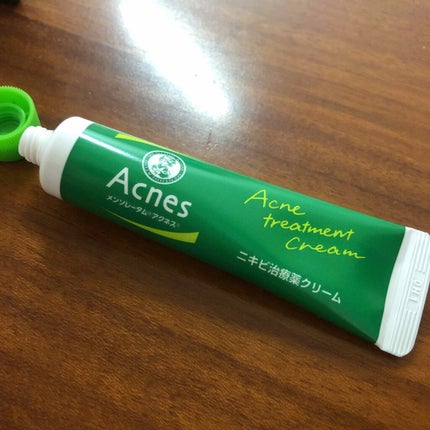 Acnes
メンソレータム®アクネス®
Acne
treatment
Cream
ニキビ治療薬クリーム